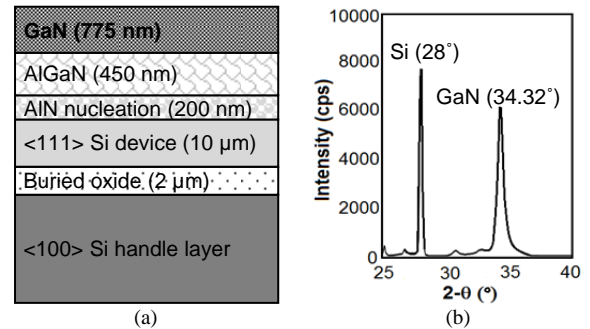 GaN (775 nm)
AlGaN (450 nm)
AlN nucleation (200 nm)
<111> Si device (10 µm)
Buried oxide (2 µm)
<100> Si handle layer
(a)
(b)
10000
8000
6000
4000
2000
0
Intensity (cps)
Si (28˚)
GaN (34.32˚)
25 30 35 40
2-θ (°)